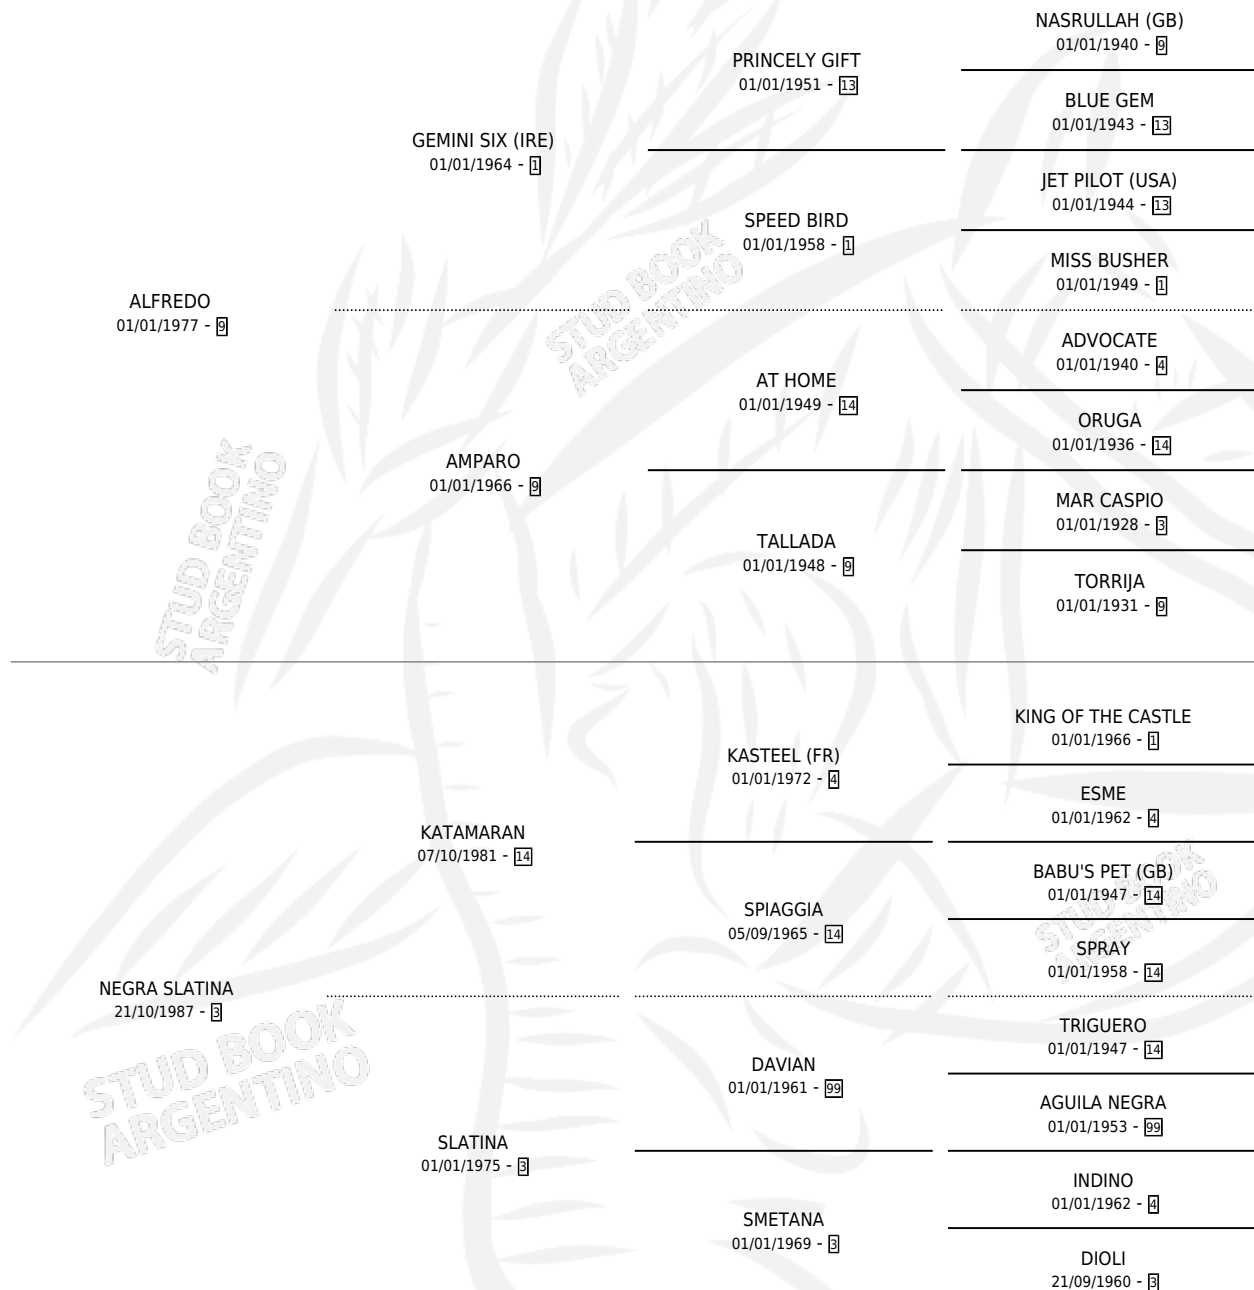 NASRULLAH (GB)
01/01/1940 - 9
PRINCELY GIFT
01/01/1951 - 13
BLUE GEM
01/01/1943 - 13
GEMINI SIX (IRE)
01/01/1964 - 1
JET PILOT (USA)
01/01/1944 - 13
SPEED BIRD
01/01/1958 - 1
MISS BUSHER
01/01/1949 - 1
ALFREDO
01/01/1977 - 9
ADVOCATE
01/01/1940 - 4
AT HOME
01/01/1949 - 14
ORUGA
01/01/1936 - 14
AMPARO
01/01/1966 - 9
MAR CASPIO
01/01/1928 - 3
TALLADA
01/01/1948 - 9
TORRIJA
01/01/1931 - 9
KING OF THE CASTLE
01/01/1966 - 1
KASTEEL (FR)
01/01/1972 - 4
ESME
01/01/1962 - 4
KATAMARAN
07/10/1981 - 14
BABU'S PET (GB)
01/01/1947 - 14
SPIAGGIA
05/09/1965 - 14
SPRAY
01/01/1958 - 14
NEGRA SLATINA
21/10/1987 - 3
TRIGUERO
01/01/1947 - 14
DAVIAN
01/01/1961 - 99
AGUILA NEGRA
01/01/1953 - 99
SLATINA
01/01/1975 - 3
INDINO
01/01/1962 - 4
SMETANA
01/01/1969 - 3
DIOLI
21/09/1960 - 3
STUD BOOK
ARGENTINO
STUD BOOK
ARGENTINO
STUD BOOK
ARGENTINO
STUD BOOK
ARGENTINO